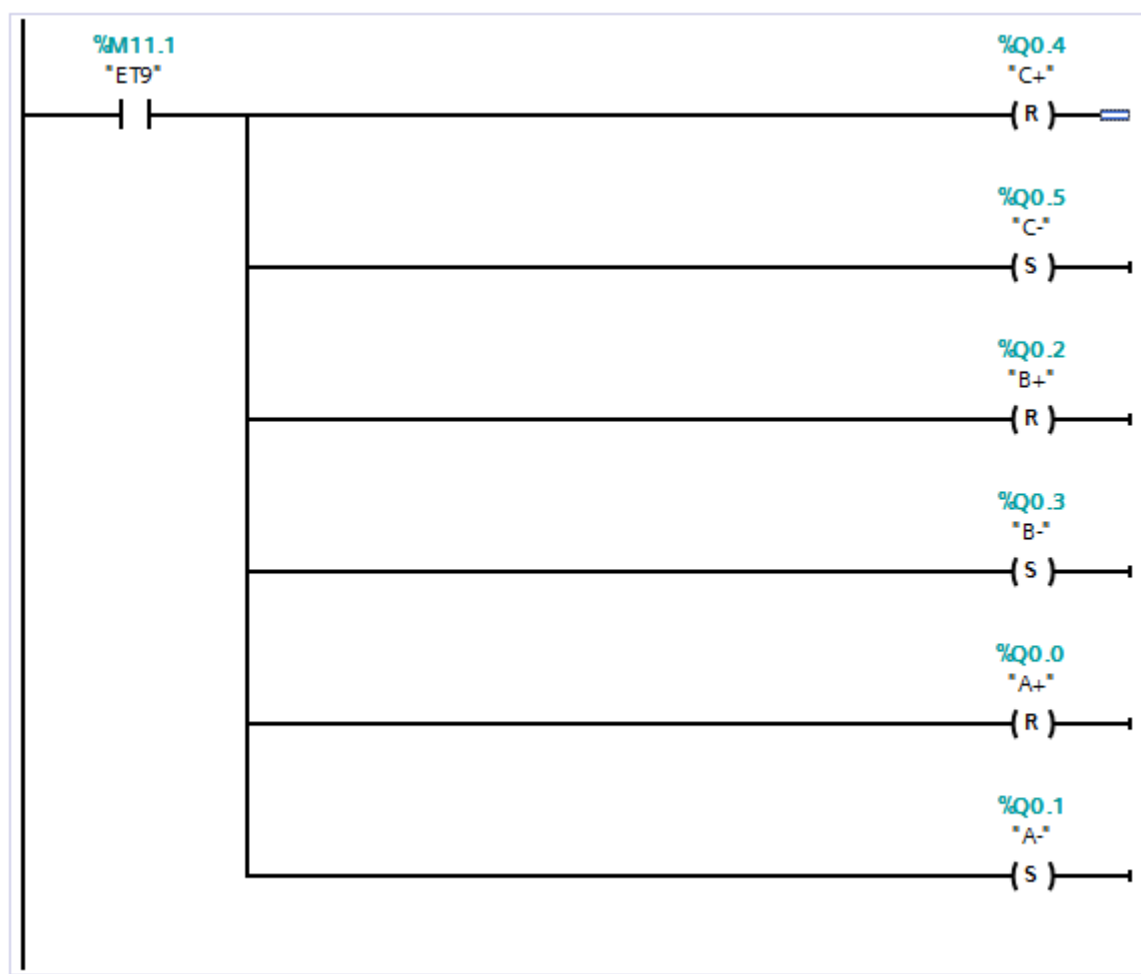 %M11.1
"ET9"
%Q0.4
"C+"
R
%Q0.5
"C-"
S
%Q0.2
"B+"
R
%Q0.3
"B-"
S
%Q0.0
"A+"
R
%Q0.1
"A-"
S